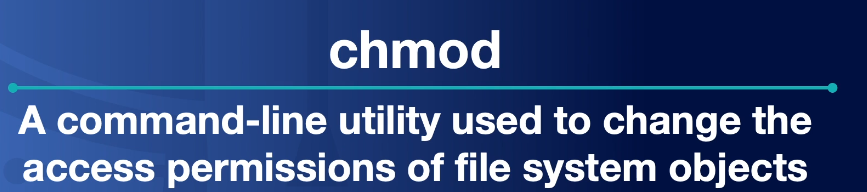 chmod
A command-line utility used to change the
access permissions of file system objects